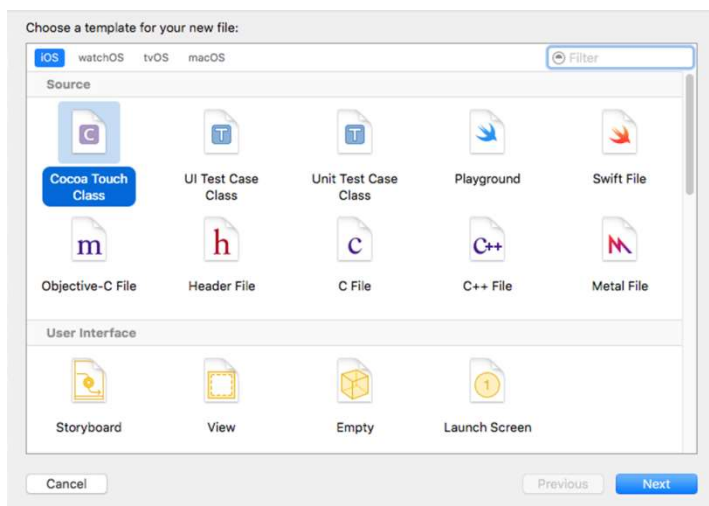 Choose a template for your new file:
iOS watchOS tvOS macOS Filter
Source
C T T
Cocoa Touch Class UI Test Case Class Unit Test Case Class Playground Swift File
m h c C++
Objective-C File Header File C File C++ File Metal File
User Interface
1
Storyboard View Empty Launch Screen
Cancel Previous Next